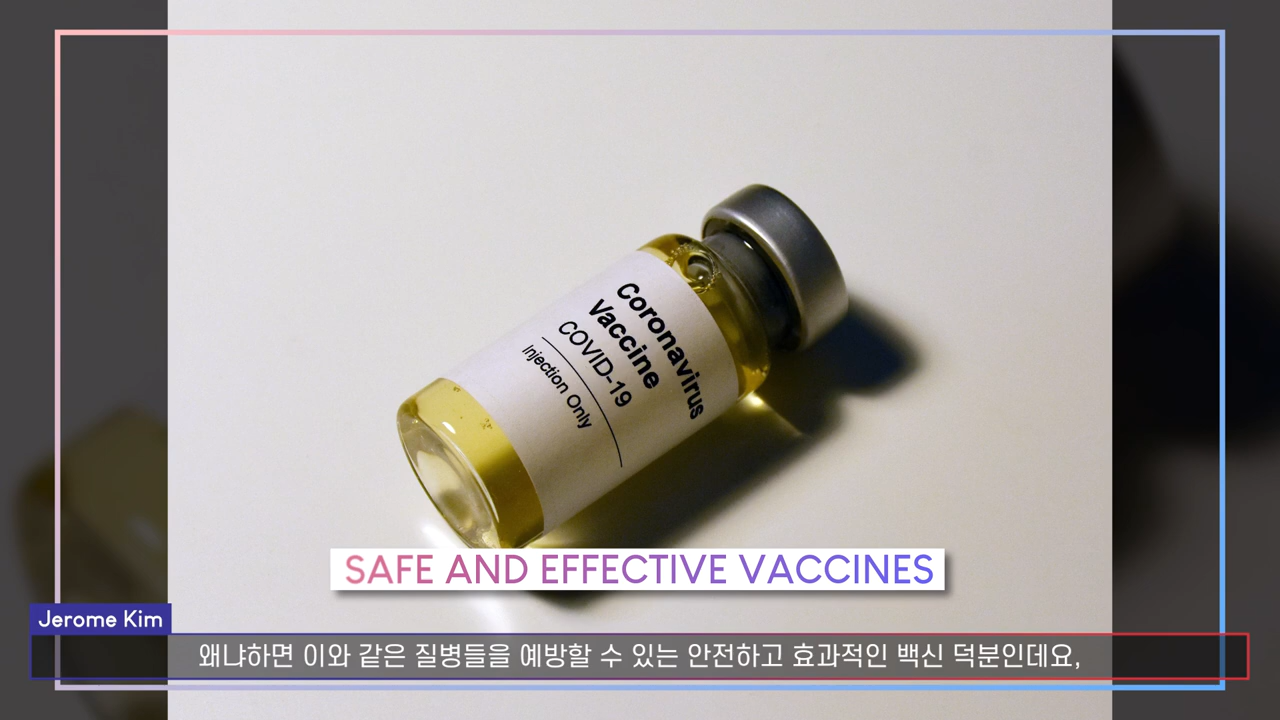 Coronavirus
Vaccine
COVID-19
Injection Only
SAFE AND EFFECTIVE VACCINES
Jerome Kim
왜냐하면 이와 같은 질병들을 예방할 수 있는 안전하고 효과적인 백신 덕분인데요,